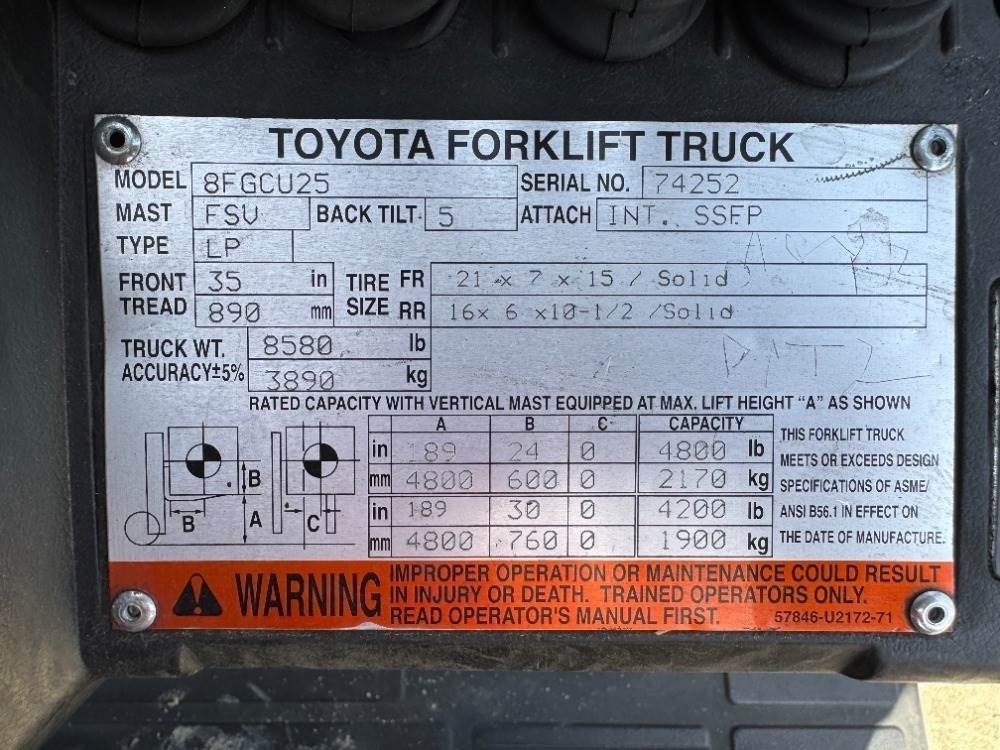 TOYOTA FORKLIFT TRUCK
MODEL 8FGCU25 SERIAL NO. 74252
MAST FSV BACK TILT 5 ATTACH INT. SSFP
TYPE LP
FRONT TREAD 35 in 890 mm
TIRE SIZE FR 21 x 7 x 15 / Solid
RR 16x 6 x10-1/2 /Solid
TRUCK WT. 8580 lb
ACCURACY±5% 3890 kg
RATED CAPACITY WITH VERTICAL MAST EQUIPPED AT MAX. LIFT HEIGHT “A” AS SHOWN
A B C CAPACITY
in 189 24 0 4800 lb
mm 4800 600 0 2170 kg
in 189 30 0 4200 lb
mm 4800 760 0 1900 kg
B A B C
THIS FORKLIFT TRUCK
MEETS OR EXCEEDS DESIGN
SPECIFICATIONS OF ASME/
ANSI B56.1 IN EFFECT ON
THE DATE OF MANUFACTURE.
WARNING
IMPROPER OPERATION OR MAINTENANCE COULD RESULT
IN INJURY OR DEATH. TRAINED OPERATORS ONLY.
READ OPERATOR'S MANUAL FIRST.
57846-U2172-71